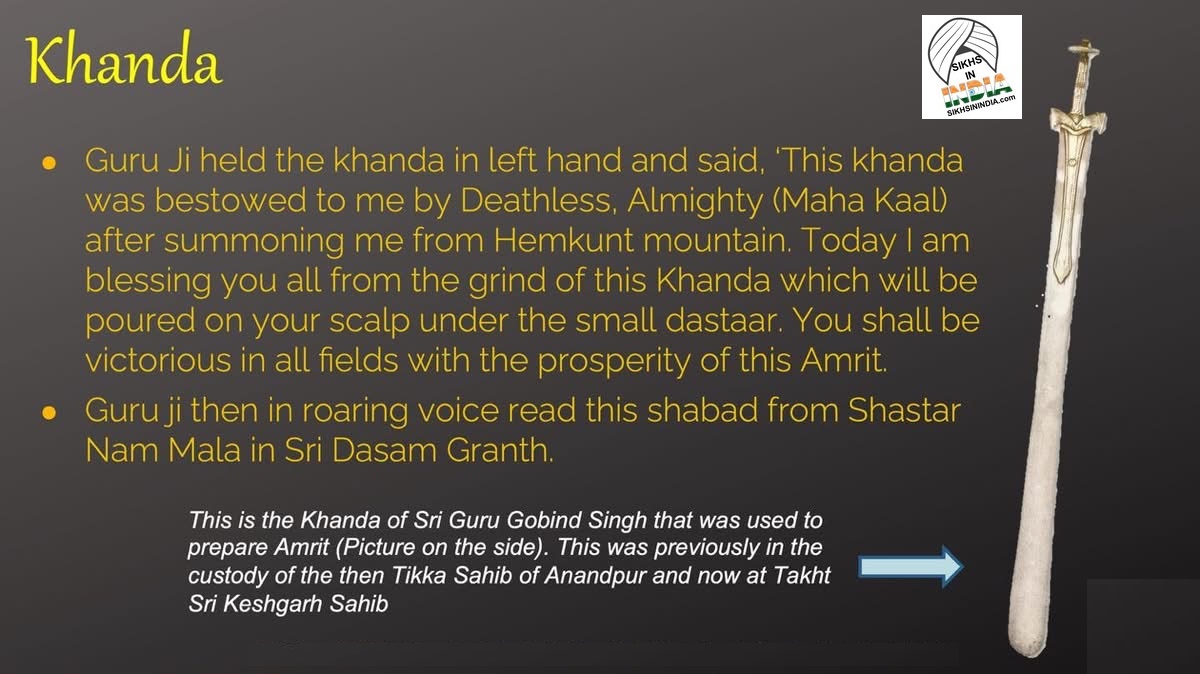 Khanda
SIKHS
IN
INDIA
SIKHSININDIA.com
• Guru Ji held the khanda in left hand and said, ‘This khanda
was bestowed to me by Deathless, Almighty (Maha Kaal)
after summoning me from Hemkunt mountain. Today I am
blessing you all from the grind of this Khanda which will be
poured on your scalp under the small dastaar. You shall be
victorious in all fields with the prosperity of this Amrit.
• Guru ji then in roaring voice read this shabad from Shastar
Nam Mala in Sri Dasam Granth.
This is the Khanda of Sri Guru Gobind Singh that was used to
prepare Amrit (Picture on the side). This was previously in the
custody of the then Tikka Sahib of Anandpur and now at Takht
Sri Keshgarh Sahib